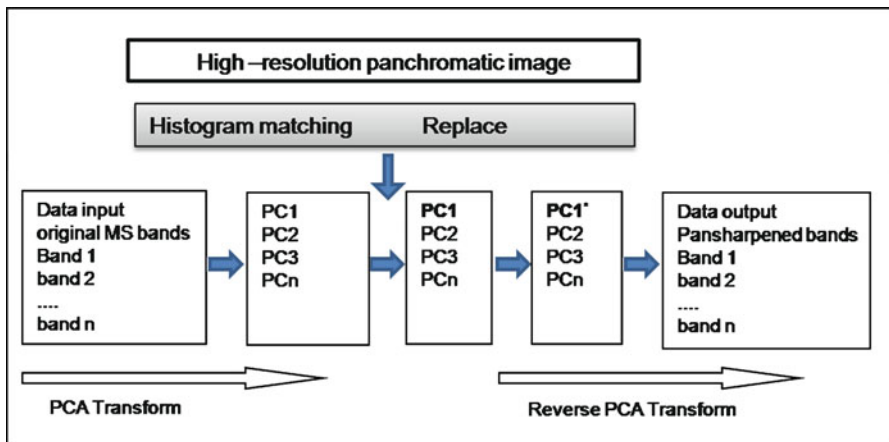 High –resolution panchromatic image
Histogram matching Replace
Data input
original MS bands
Band 1
band 2
....
band n
PC1
PC2
PC3
PCn
PC1
PC2
PC3
PCn
PC1*
PC2
PC3
PCn
Data output
Pansharpened bands
Band 1
band 2
....
band n
PCA Transform
Reverse PCA Transform